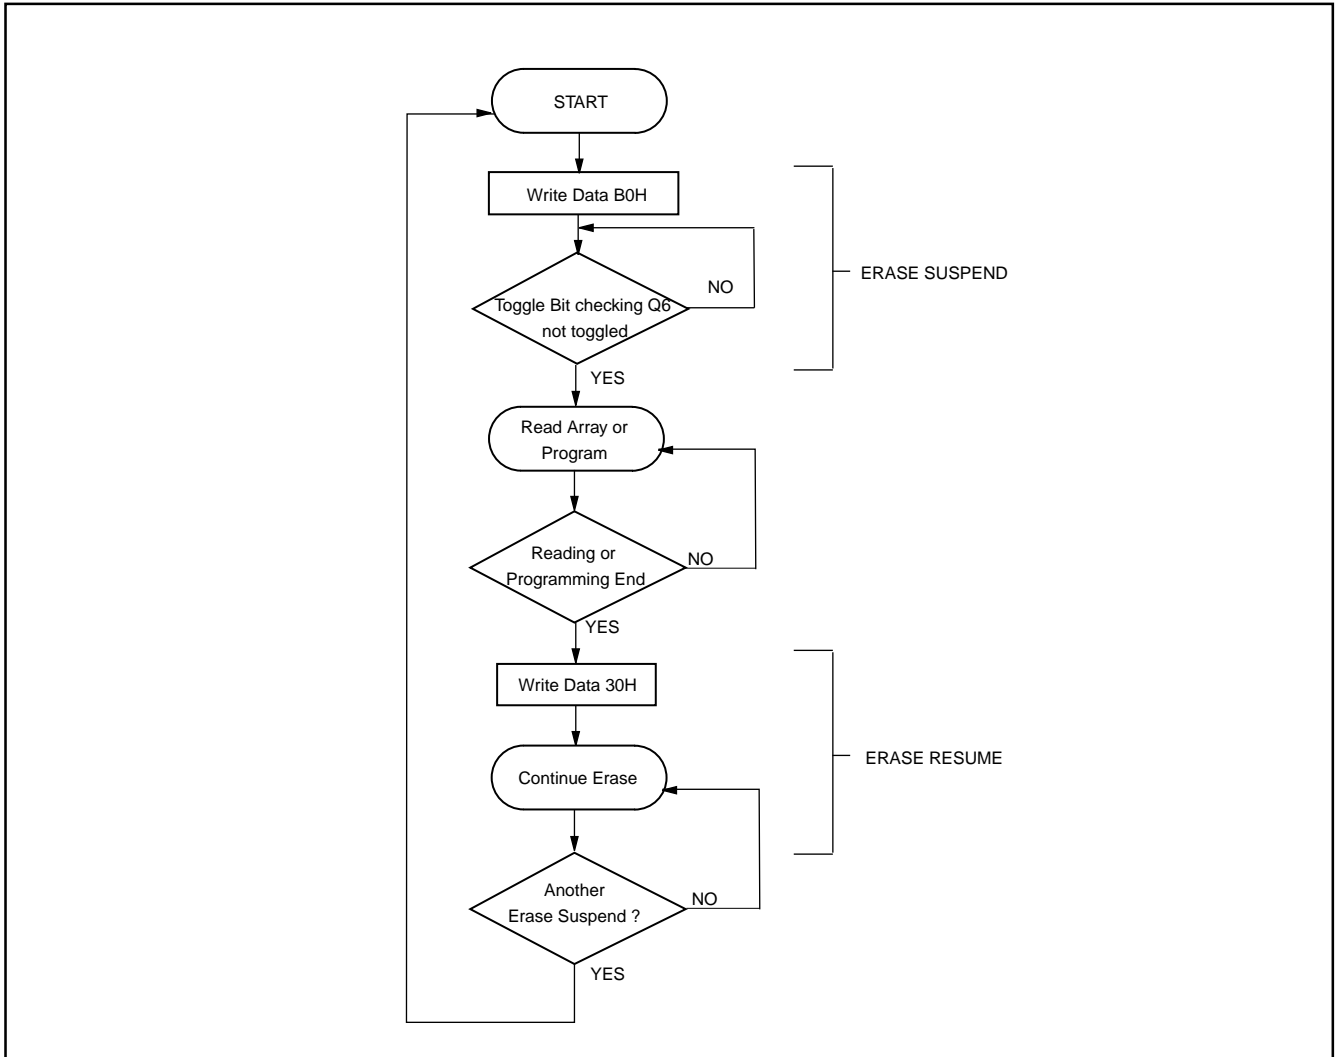 START
Write Data B0H
ERASE SUSPEND
NO
Toggle Bit checking Q6
not toggled
YES
Read Array or
Program
Reading or
NO
Programming End
YES
Write Data 30H
ERASE RESUME
Continue Erase
Another
NO
Erase Suspend ?
YES